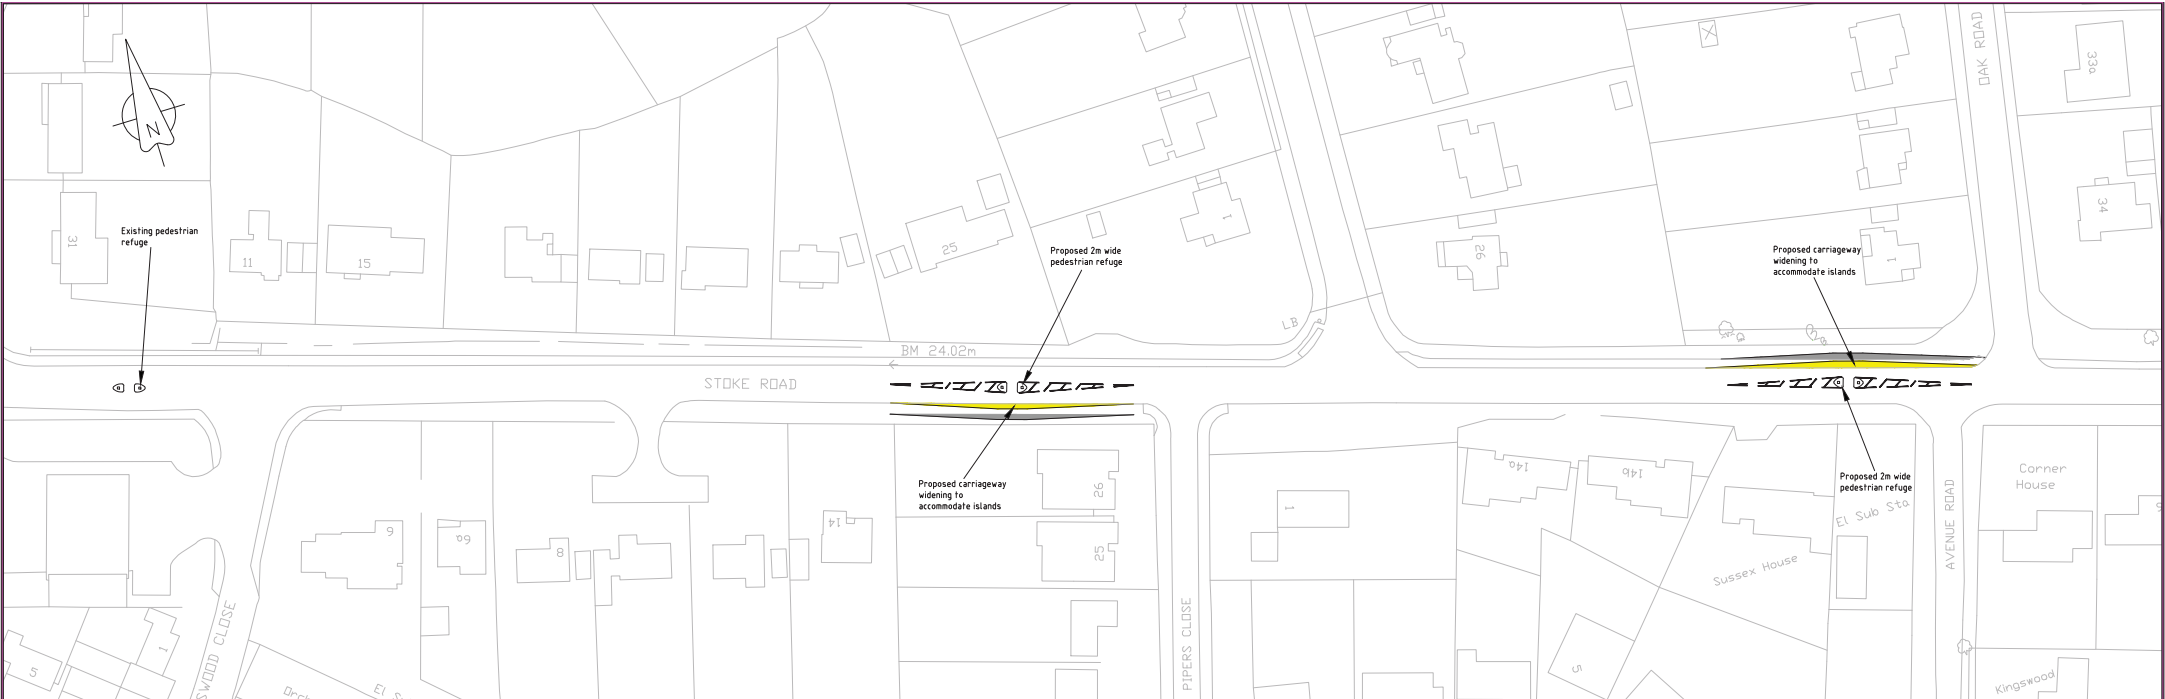 OAK ROAD
33a
34
N
31
11
15
25
1
26
1
Existing pedestrian
refuge
Proposed 2m wide
pedestrian refuge
Proposed carriageway
widening to
accommodate islands
LB
BM 24.02m
STOKE ROAD
Proposed carriageway
widening to
accommodate islands
Proposed 2m wide
pedestrian refuge
14a
14b
Corner
House
El Sub Sta
Sussex House
AVENUE ROAD
26
25
14
1
6
6a
8
SWOOD CLOSE
PIPERS CLOSE
1
5
5
Kingswood